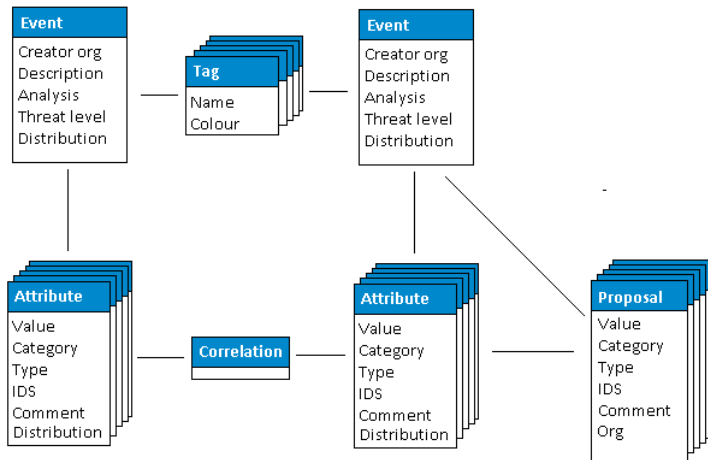 Event
Creator org
Description
Analysis
Threat level
Distribution
Tag
Name
Colour
Event
Creator org
Description
Analysis
Threat level
Distribution
Attribute
Value
Category
Type
IDS
Comment
Distribution
Correlation
Attribute
Value
Category
Type
IDS
Comment
Distribution
Proposal
Value
Category
Type
IDS
Comment
Org